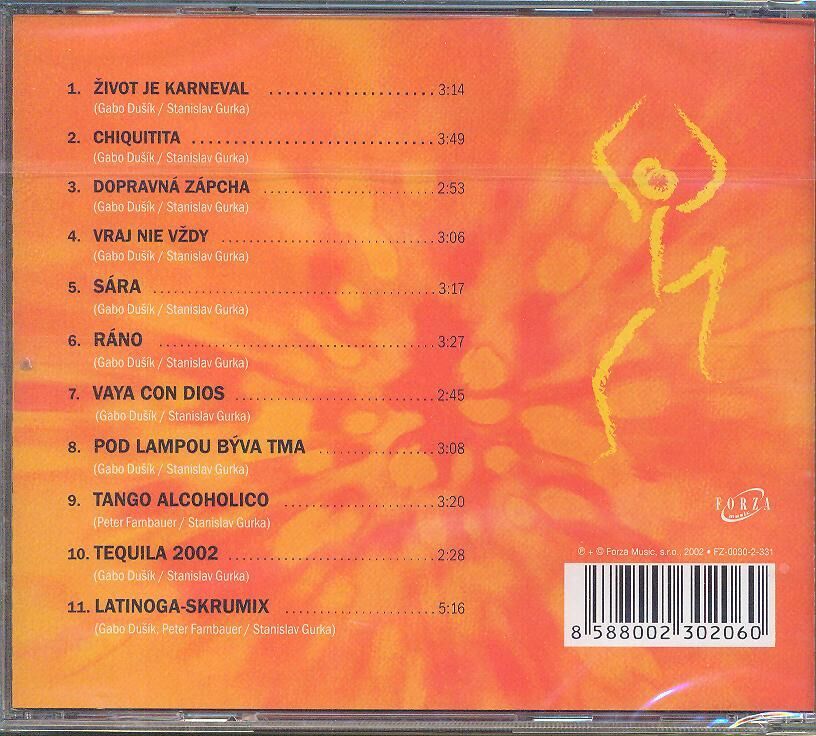 1. ŽIVOT JE KARNEVAL ..................... 3:14
(Gabo Dušík / Stanislav Gurka)
2. CHIQUITITA ............................... 3:49
(Gabo Dušík / Stanislav Gurka)
3. DOPRAVNÁ ZÁPCHA ..................... 2:53
(Gabo Dušík / Stanislav Gurka)
4. VRAJ NIE VŽDY ........................... 3:06
(Gabo Dušík / Stanislav Gurka)
5. SÁRA ..................................... 3:17
(Gabo Dušík / Stanislav Gurka)
6. RÁNO .................................... 3:27
(Gabo Dušík / Stanislav Gurka)
7. VAYA CON DIOS .......................... 2:45
(Gabo Dušík / Stanislav Gurka)
8. POD LAMPOU BÝVA TMA ............... 3:08
(Gabo Dušík / Stanislav Gurka)
9. TANGO ALCOHOLICO .................... 3:20
(Peter Farnbauer / Stanislav Gurka)
10. TEQUILA 2002 .......................... 2:28
(Gabo Dušík / Stanislav Gurka)
11. LATINOGA-SKRUMIX ................... 5:16
(Gabo Dušík, Peter Farnbauer / Stanislav Gurka)
FORZA
music
℗ + © Forza Music, s.r.o. 2002 • FZ-0030-2-331
8 588002 302060